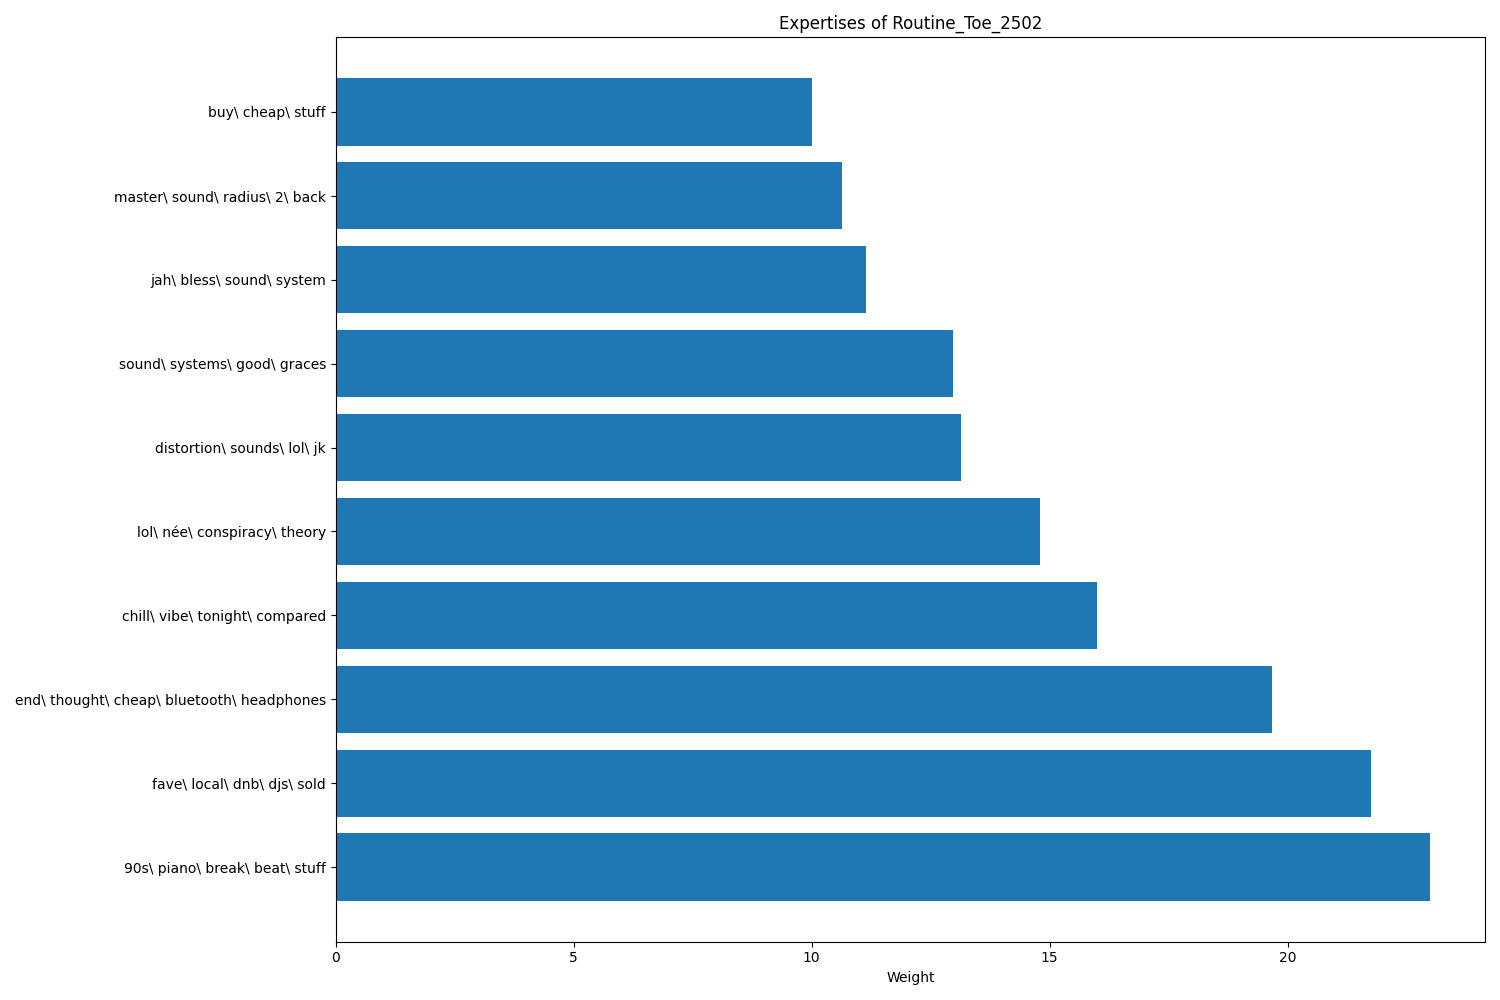 Expertises of Routine_Toe_2502
buy\ cheap\ stuff
master\ sound\ radius\ 2\ back
jah\ bless\ sound\ system
sound\ systems\ good\ graces
distortion\ sounds\ lol\ jk
lol\ née\ conspiracy\ theory
chill\ vibe\ tonight\ compared
end\ thought\ cheap\ bluetooth\ headphones
fave\ local\ dnb\ djs\ sold
90s\ piano\ break\ beat\ stuff
0 5 10 15 20
Weight